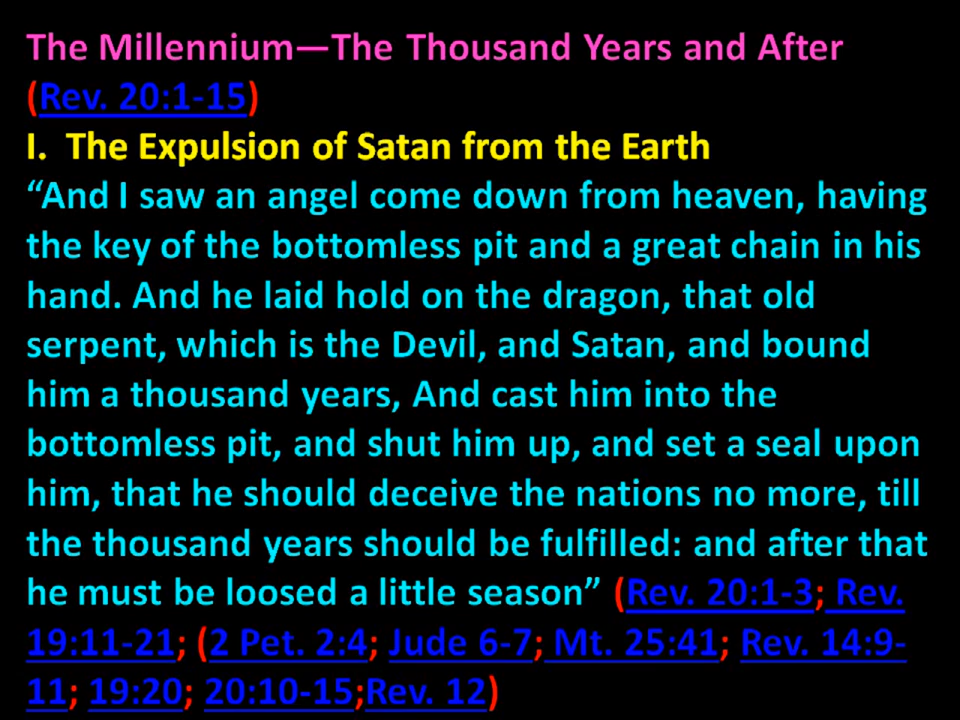 The Millennium—The Thousand Years and After
(Rev. 20:1-15)
I.  The Expulsion of Satan from the Earth
“And I saw an angel come down from heaven, having
the key of the bottomless pit and a great chain in his
hand. And he laid hold on the dragon, that old
serpent, which is the Devil, and Satan, and bound
him a thousand years, And cast him into the
bottomless pit, and shut him up, and set a seal upon
him, that he should deceive the nations no more, till
the thousand years should be fulfilled: and after that
he must be loosed a little season” (Rev. 20:1-3; Rev.
19:11-21; (2 Pet. 2:4; Jude 6-7; Mt. 25:41; Rev. 14:9-
11; 19:20; 20:10-15;Rev. 12)